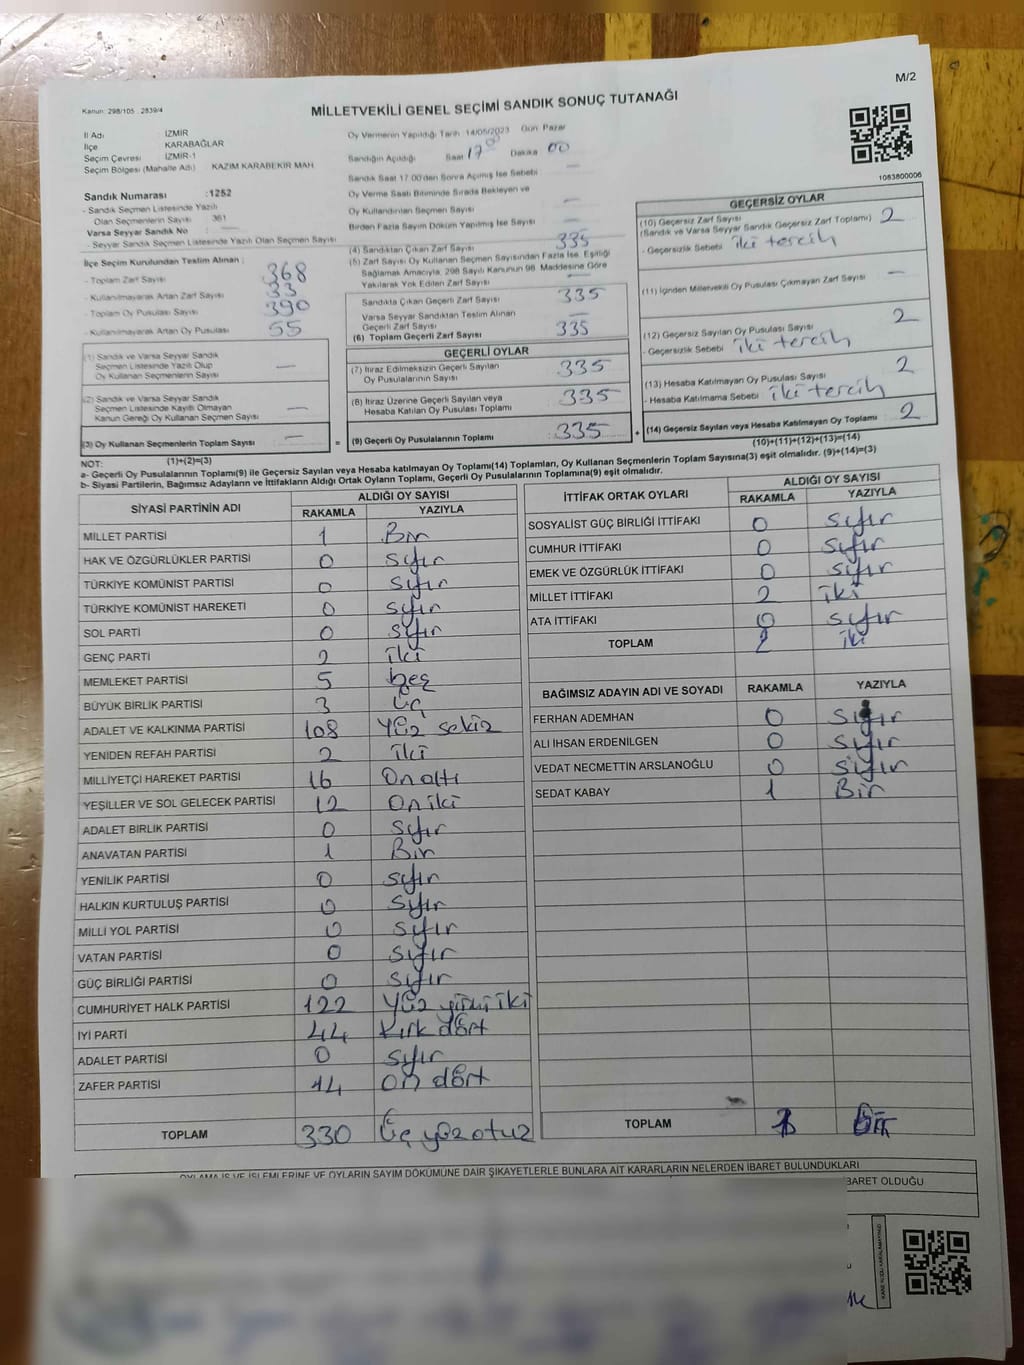 M/2
Kanun: 298/105 , 2839/4
MİLLETVEKİLİ GENEL SEÇİMİ SANDIK SONUÇ TUTANAĞI
1083800006
İl Adı : İZMİR
İlçe : KARABAĞLAR
Seçim Çevresi : İZMİR-1
Seçim Bölgesi (Mahalle Adı) : KAZIM KARABEKİR MAH.
Sandık Numarası : 1252
- Sandık Seçmen Listesinde Yazılı
Olan Seçmenlerin Sayısı : 361
Varsa Seyyar Sandık No : —
- Seyyar Sandık Seçmen Listesinde Yazılı Olan Seçmen Sayısı
İlçe Seçim Kurulundan Teslim Alınan :
- Toplam Zarf Sayısı : 368
- Kullanılmayarak Artan Zarf Sayısı : 33
- Toplam Oy Pusulası Sayısı : 390
- Kullanılmayarak Artan Oy Pusulası : 55
(1) Sandık ve Varsa Seyyar Sandık
Seçmen Listesinde Yazılı Olup
Oy Kullanan Seçmenlerin Sayısı : —
(2) Sandık ve Varsa Seyyar Sandık
Seçmen Listesinde Kayıtlı Olmayan
Kanun Gereği Oy Kullanan Seçmen Sayısı : —
(3) Oy Kullanan Seçmenlerin Toplam Sayısı : —
(1)+(2)=(3)
Oy Vermenin Yapıldığı Tarih : 14/05/2023 Gün: Pazar
Sandığın Açıldığı Saat 17 00 Dakika 00
Sandık Saat 17.00'den Sonra Açılmış İse Sebebi : —
Oy Verme Saati Bitiminde Sırada Bekleyen ve
Oy Kullandırılan Seçmen Sayısı : —
Birden Fazla Sayım Döküm Yapılmış İse Sayısı : —
(4) Sandıktan Çıkan Zarf Sayısı : 335
(5) Zarf Sayısı Oy Kullanan Seçmen Sayısından Fazla İse, Eşitliği
Sağlamak Amacıyla, 298 Sayılı Kanunun 98. Maddesine Göre
Yakılarak Yok Edilen Zarf Sayısı : —
Sandıkta Çıkan Geçerli Zarf Sayısı : 335
Varsa Seyyar Sandıktan Teslim Alınan
Geçerli Zarf Sayısı : —
(6) Toplam Geçerli Zarf Sayısı : 335
GEÇERLİ OYLAR
(7) İtiraz Edilmeksizin Geçerli Sayılan
Oy Pusulalarının Sayısı : 335
(8) İtiraz Üzerine Geçerli Sayılan veya
Hesaba Katılan Oy Pusulası Toplamı : 335
= (9) Geçerli Oy Pusulalarının Toplamı : 335 +
GEÇERSİZ OYLAR
(10) Geçersiz Zarf Sayısı
(Sandık ve Varsa Seyyar Sandık Geçersiz Zarf Toplamı) : 2
- Geçersizlik Sebebi : iki tercih
(11) İçinden Milletvekili Oy Pusulası Çıkmayan Zarf Sayısı : —
(12) Geçersiz Sayılan Oy Pusulası Sayısı : 2
- Geçersizlik Sebebi : iki tercih
(13) Hesaba Katılmayan Oy Pusulası Sayısı : 2
- Hesaba Katılmama Sebebi : iki tercih
(14) Geçersiz Sayılan veya Hesaba Katılmayan Oy Toplamı : 2
(10)+(11)+(12)+(13)=(14)
NOT:
a- Geçerli Oy Pusulalarının Toplamı(9) ile Geçersiz Sayılan veya Hesaba katılmayan Oy Toplamı(14) Toplamları, Oy Kullanan Seçmenlerin Toplam Sayısına(3) eşit olmalıdır. (9)+(14)=(3)
b- Siyasi Partilerin, Bağımsız Adayların ve İttifakların Aldığı Ortak Oyların Toplamı, Geçerli Oy Pusulalarının Toplamına(9) eşit olmalıdır.
SİYASİ PARTİNİN ADI ALDIĞI OY SAYISI
RAKAMLA YAZIYLA
MİLLET PARTİSİ 1 Bir
HAK VE ÖZGÜRLÜKLER PARTİSİ 0 sıfır
TÜRKİYE KOMÜNİST PARTİSİ 0 sıfır
TÜRKİYE KOMÜNİST HAREKETİ 0 sıfır
SOL PARTİ 0 sıfır
GENÇ PARTİ 2 iki
MEMLEKET PARTİSİ 5 beş
BÜYÜK BİRLİK PARTİSİ 3 üç
ADALET VE KALKINMA PARTİSİ 108 Yüz sekiz
YENİDEN REFAH PARTİSİ 2 iki
MİLLİYETÇİ HAREKET PARTİSİ 16 On altı
YEŞİLLER VE SOL GELECEK PARTİSİ 12 On iki
ADALET BİRLİK PARTİSİ 0 sıfır
ANAVATAN PARTİSİ 1 Bir
YENİLİK PARTİSİ 0 sıfır
HALKIN KURTULUŞ PARTİSİ 0 sıfır
MİLLİ YOL PARTİSİ 0 sıfır
VATAN PARTİSİ 0 sıfır
GÜÇ BİRLİĞİ PARTİSİ 0 sıfır
CUMHURİYET HALK PARTİSİ 122 Yüz yirmi iki
İYİ PARTİ 44 Kırk dört
ADALET PARTİSİ 0 sıfır
ZAFER PARTİSİ 14 on dört
TOPLAM 330 Üç yüz otuz
İTTİFAK ORTAK OYLARI ALDIĞI OY SAYISI
RAKAMLA YAZIYLA
SOSYALİST GÜÇ BİRLİĞİ İTTİFAKI 0 sıfır
CUMHUR İTTİFAKI 0 sıfır
EMEK VE ÖZGÜRLÜK İTTİFAKI 0 sıfır
MİLLET İTTİFAKI 2 iki
ATA İTTİFAKI 0 sıfır
TOPLAM 2 iki
BAĞIMSIZ ADAYIN ADI VE SOYADI RAKAMLA YAZIYLA
FERHAN ADEMHAN 0 sıfır
ALİ İHSAN ERDENİLGEN 0 sıfır
VEDAT NECMETTİN ARSLANOĞLU 0 sıfır
SEDAT KABAY 1 Bir
TOPLAM 1 Bir
OYLAMA İŞ VE İŞLEMLERİNE VE OYLARIN SAYIM DÖKÜMÜNE DAİR ŞİKAYETLERLE BUNLARA AİT KARARLARIN NELERDEN İBARET BULUNDUKLARI
BARET OLDUĞU